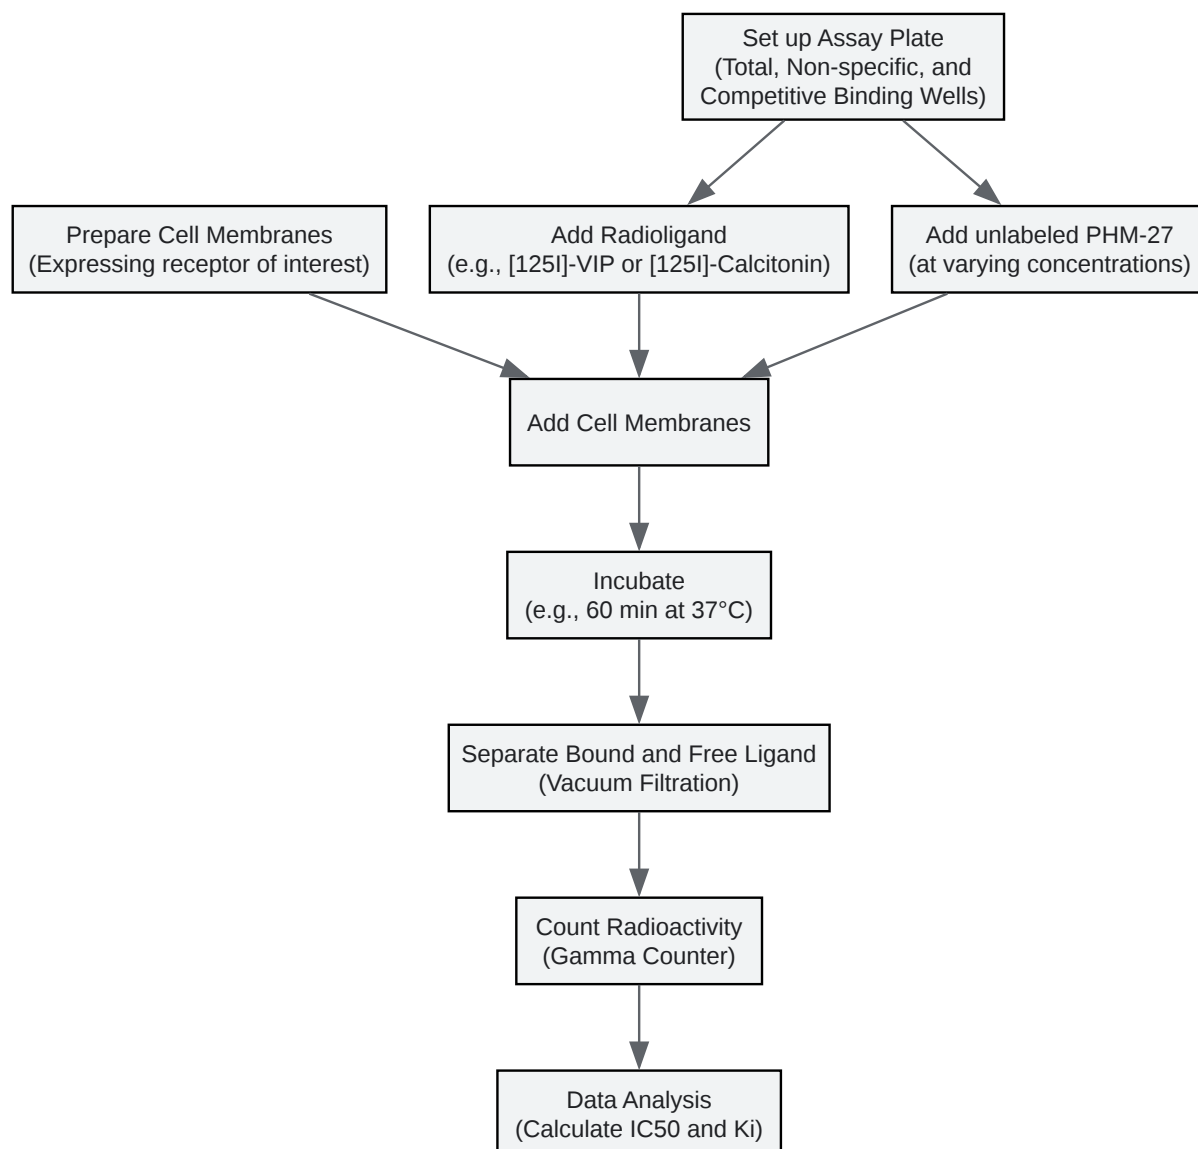 Set up Assay Plate
(Total, Non-specific, and
Competitive Binding Wells)
Prepare Cell Membranes
(Expressing receptor of interest)
Add Radioligand
(e.g., [125I]-VIP or [125I]-Calcitonin)
Add unlabeled PHM-27
(at varying concentrations)
Add Cell Membranes
Incubate
(e.g., 60 min at 37°C)
Separate Bound and Free Ligand
(Vacuum Filtration)
Count Radioactivity
(Gamma Counter)
Data Analysis
(Calculate IC50 and Ki)